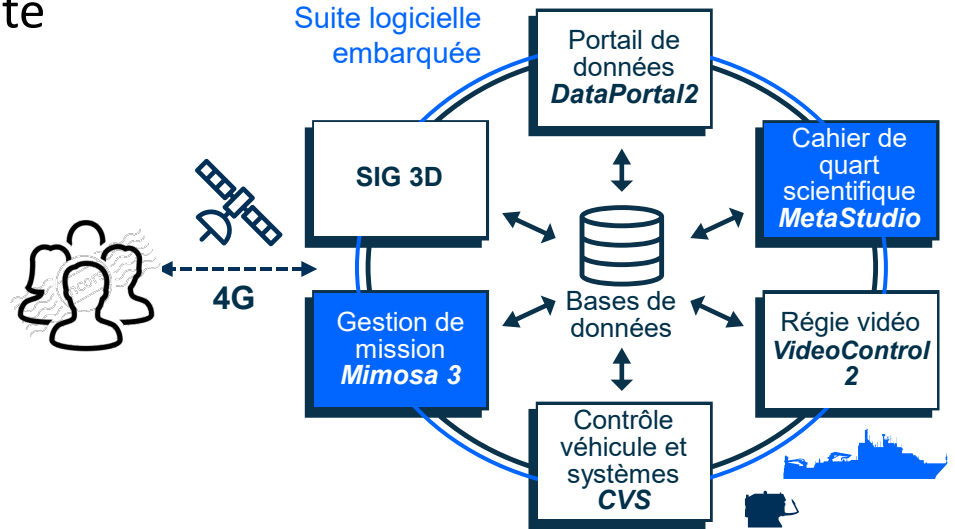 te
Suite logicielle
embarquée
Portail de
données
DataPortal2
Cahier de
quart
scientifique
MetaStudio
SIG 3D
4G
Bases de
données
Gestion de
mission
Mimosa 3
Régie vidéo
VideoControl
2
Contrôle
véhicule et
systèmes
CVS